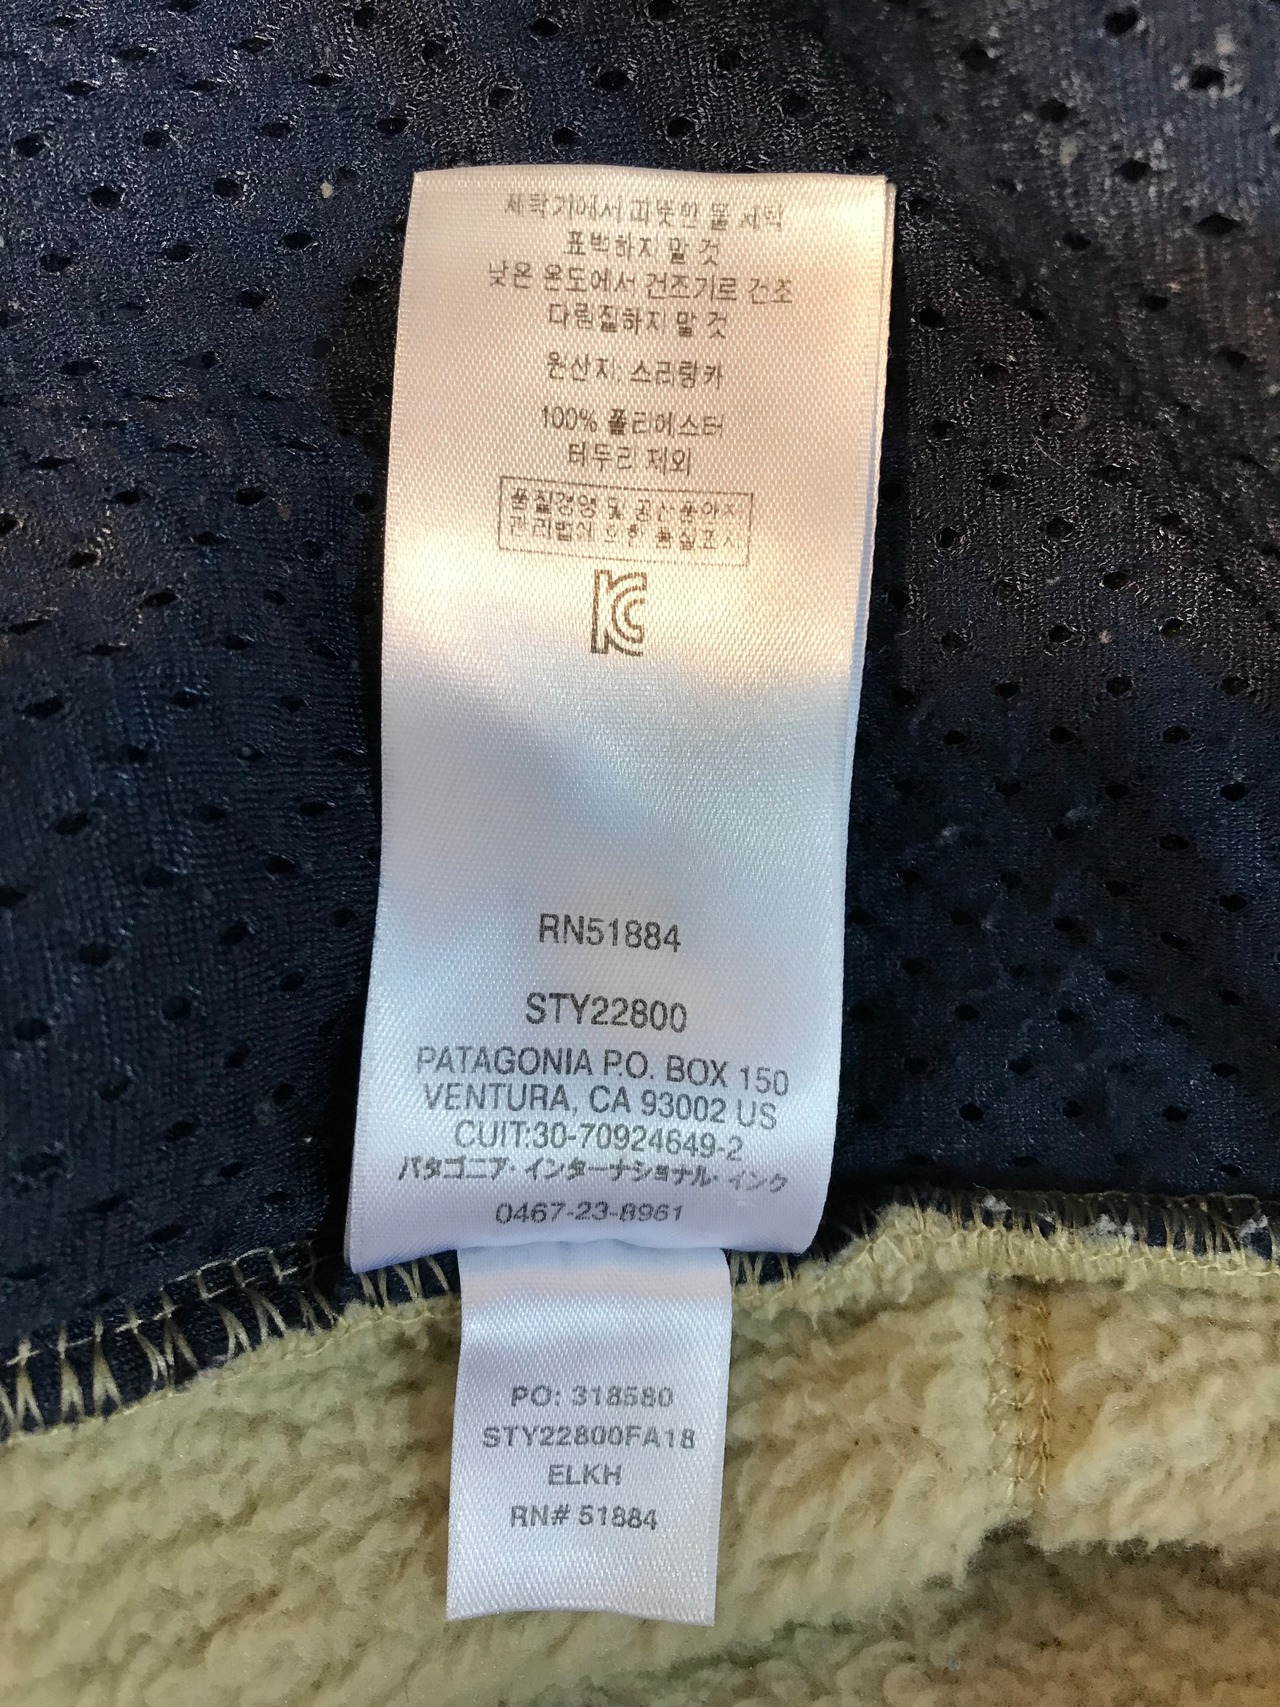 세탁기에서 따뜻한 물 세탁
표백하지 말 것
낮은 온도에서 건조기로 건조
다림질하지 말 것
원산지: 스리랑카
100% 폴리에스터
테두리 제외
품질경영 및 공산품안전
관리법에 의한 품질표시
KC
RN51884
STY22800
PATAGONIA P.O. BOX 150
VENTURA, CA 93002 US
CUIT:30-70924649-2
パタゴニア・インターナショナル・インク
0467-23-8961
PO: 318580
STY22800FA18
ELKH
RN# 51884